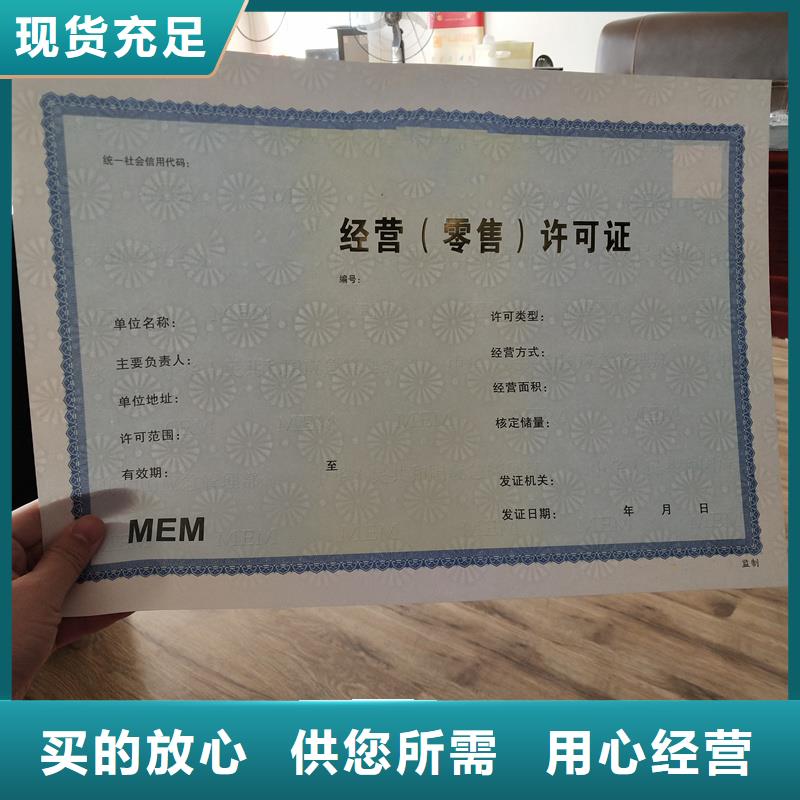 现货充足
统一社会信用代码:
经营(零售)许可证
编号:
单位名称:
许可类型:
主要负责人:
经营方式:
单位地址:
经营面积:
许可范围:
核定储量:
有效期: 至
发证机关:
发证日期: 年 月 日
MEM
监制
买的放心 供您所需 用心经营